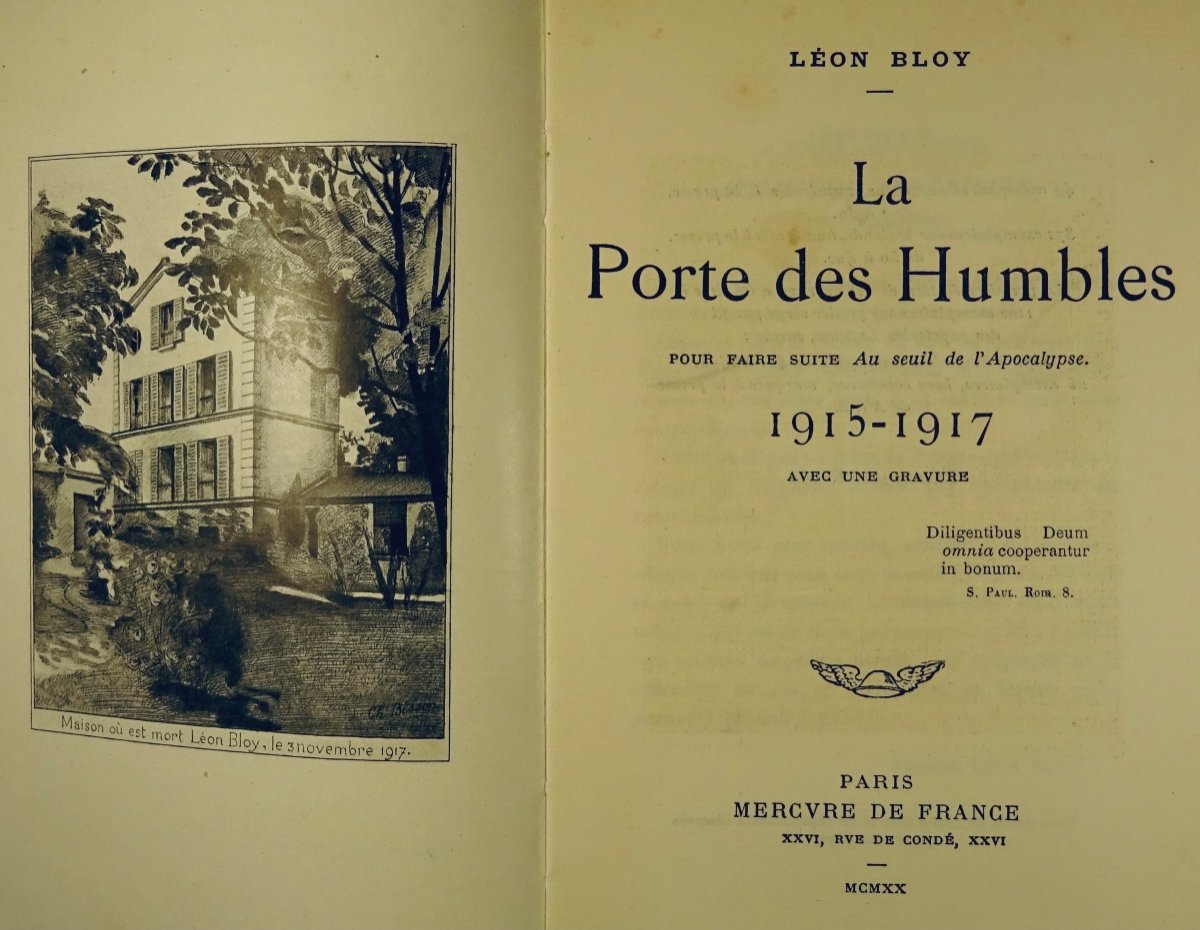 Ch. Bisson
Maison où est mort Léon Bloy, le 3 novembre 1917.
LÉON BLOY
La
Porte des Humbles
POUR FAIRE SUITE Au seuil de l'Apocalypse.
1915-1917
AVEC UNE GRAVURE
Diligentibus Deum
omnia cooperantur
in bonum.
S. PAUL. Rom. 8.
PARIS
MERCVRE DE FRANCE
XXVI, RVE DE CONDÉ, XXVI
MCMXX